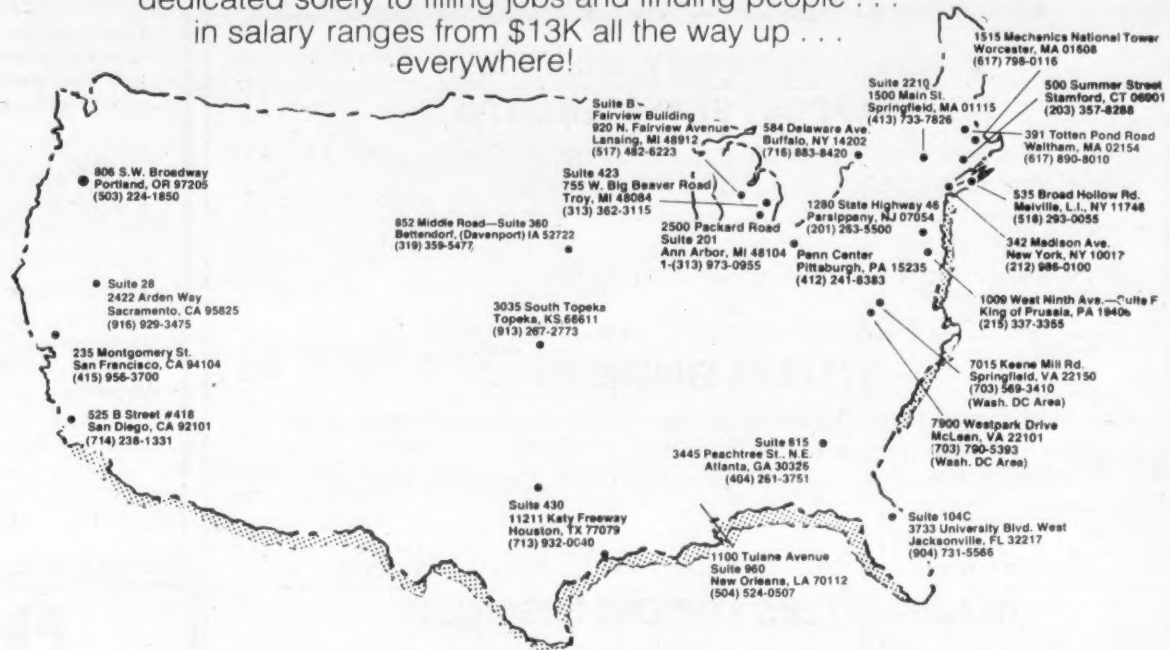 dedicated solely to filling jobs and finding people . . .
in salary ranges from $13K all the way up . . .
everywhere!
1515 Mechanics National Tower
Worcester, MA 01608
(617) 798-0116
Suite 2210
1500 Main St.
Springfield, MA 01115
(413) 733-7826
500 Summer Street
Stamford, CT 06901
(203) 357-8288
Suite B -
Fairview Building
920 N. Fairview Avenue
Lansing, MI 48912
(517) 482-6223
584 Delaware Ave.
Buffalo, NY 14202
(716) 883-8420
391 Totten Pond Road
Waltham, MA 02154
(617) 890-8010
806 S.W. Broadway
Portland, OR 97205
(503) 224-1850
Suite 423
755 W. Big Beaver Road
Troy, MI 48084
(313) 362-3115
535 Broad Hollow Rd.
Melville, L.I., NY 11746
(516) 293-0055
1280 State Highway 46
Parsippany, NJ 07054
(201) 263-5500
852 Middle Road—Suite 360
Bettendorf, (Davenport) IA 52722
(319) 359-5477
2500 Packard Road
Suite 201
Ann Arbor, MI 48104
1-(313) 973-0955
Penn Center
Pittsburgh, PA 15235
(412) 241-8383
342 Madison Ave.
New York, NY 10017
(212) 986-0100
Suite 28
2422 Arden Way
Sacramento, CA 95825
(916) 929-3475
3035 South Topeka
Topeka, KS 66611
(913) 267-2773
1009 West Ninth Ave.—Suite F
King of Prussia, PA 19406
(215) 337-3355
235 Montgomery St.
San Francisco, CA 94104
(415) 956-3700
7015 Keene Mill Rd.
Springfield, VA 22150
(703) 569-3410
(Wash. DC Area)
525 B Street #418
San Diego, CA 92101
(714) 238-1331
7900 Westpark Drive
McLean, VA 22101
(703) 790-5393
(Wash. DC Area)
Suite 815
3445 Peachtree St., N.E.
Atlanta, GA 30326
(404) 261-3751
Suite 430
11211 Katy Freeway
Houston, TX 77079
(713) 932-0040
Suite 104C
3733 University Blvd. West
Jacksonville, FL 32217
(904) 731-5566
1100 Tulane Avenue
Suite 960
New Orleans, LA 70112
(504) 524-0507